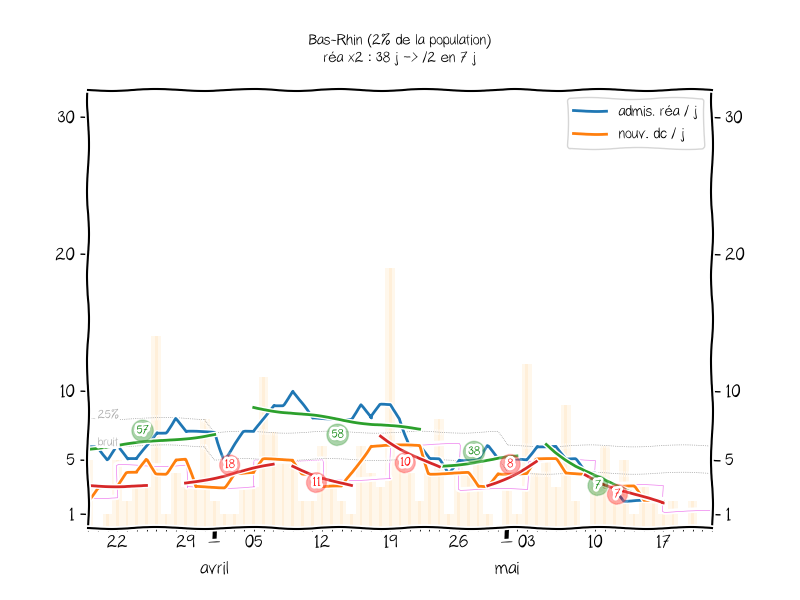 Bas-Rhin (2% de la population)
réa x2 : 38 j -> /2 en 7 j
admis. réa / j
nouv. dc / j
30 30
20 20
10 10
5 5
1 1
25%
bruit
57
18
58
11
10
38
8
7
7
22 29 05 12 19 26 03 10 17
avril mai